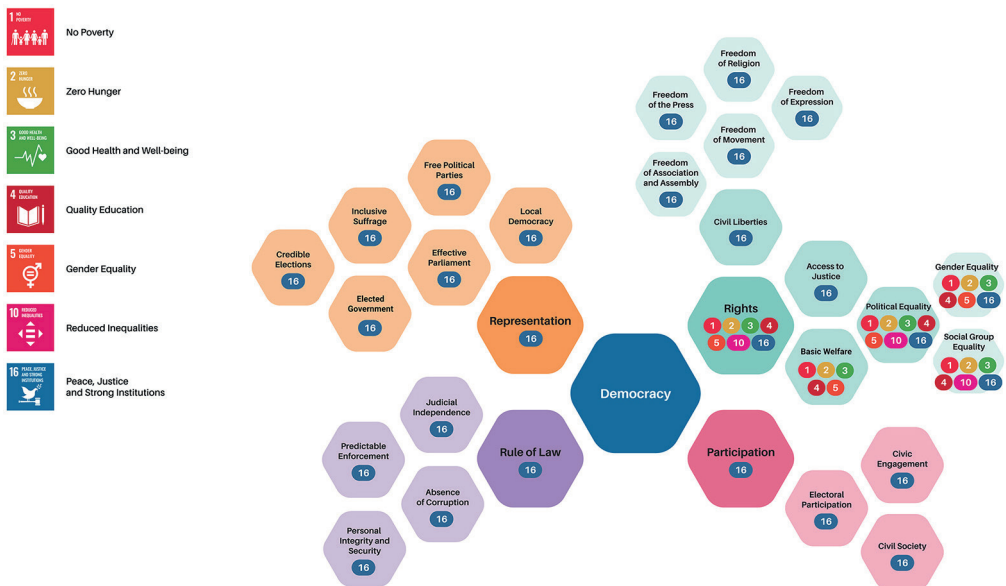 1 NO
POVERTY
No Poverty
2 ZERO
HUNGER
Zero Hunger
3 GOOD HEALTH
AND WELL-BEING
Good Health and Well-being
4 QUALITY
EDUCATION
Quality Education
5 GENDER
EQUALITY
Gender Equality
10 REDUCED
INEQUALITIES
Reduced Inequalities
16 PEACE, JUSTICE
AND STRONG
INSTITUTIONS
Peace, Justice
and Strong Institutions
Free Political
Parties
16
Inclusive
Suffrage
16
Local
Democracy
16
Credible
Elections
16
Effective
Parliament
16
Elected
Government
16
Representation
16
Freedom
of Religion
16
Freedom
of the Press
16
Freedom
of Expression
16
Freedom
of Movement
16
Freedom
of Association
and Assembly
16
Civil Liberties
16
Access to
Justice
16
Gender Equality
1 2 3
4 5 16
Political Equality
1 2 3 4
5 10 16
Rights
1 2 3 4
5 10 16
Social Group
Equality
1 2 3
4 10 16
Basic Welfare
1 2 3
4 5
Democracy
Judicial
Independence
16
Predictable
Enforcement
16
Rule of Law
16
Absence
of Corruption
16
Personal
Integrity and
Security
16
Participation
16
Civic
Engagement
16
Electoral
Participation
16
Civil Society
16